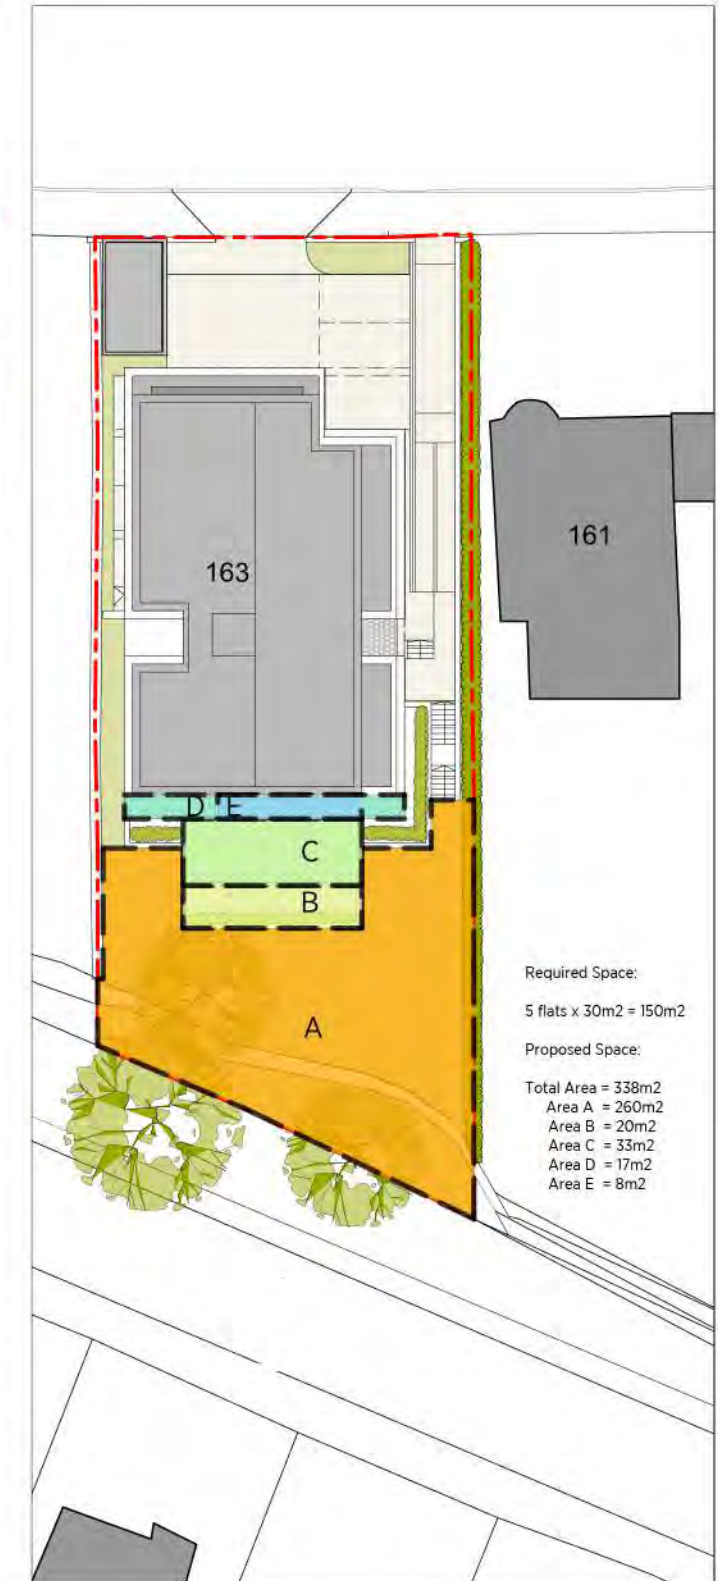 163
161
D E
C
B
A
Required Space:
5 flats x 30m2 = 150m2
Proposed Space:
Total Area = 338m2
Area A = 260m2
Area B = 20m2
Area C = 33m2
Area D = 17m2
Area E = 8m2